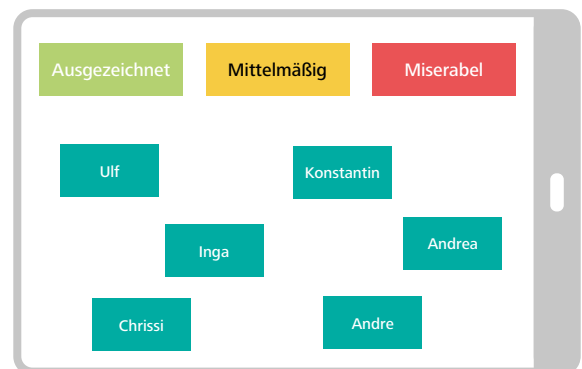 Ausgezeichnet
Mittelmäßig
Miserabel
Ulf
Konstantin
Inga
Andrea
Chrissi
Andre